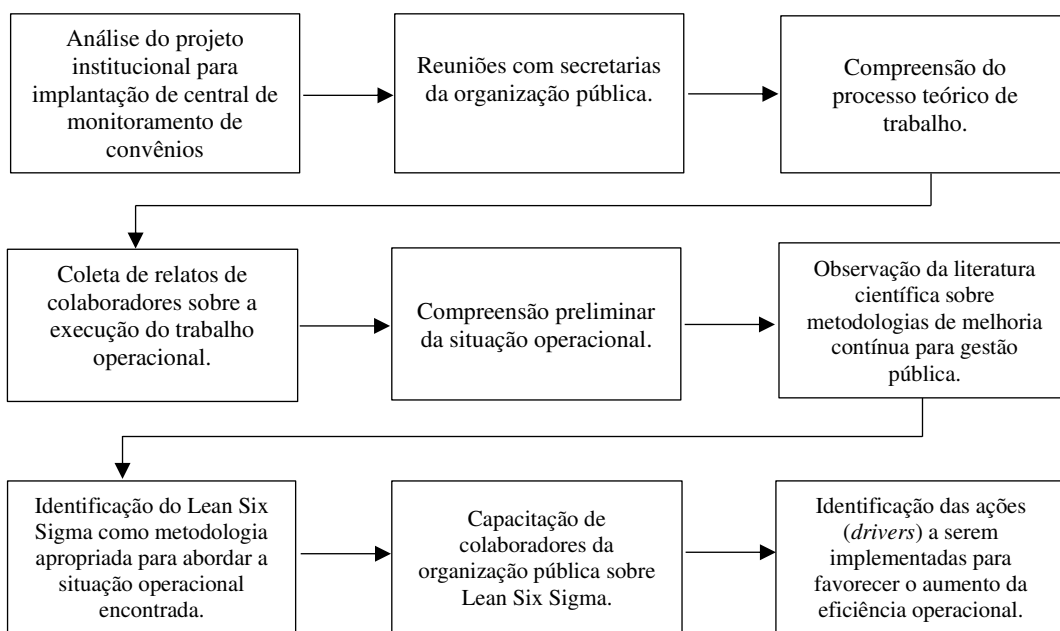 Análise do projeto
institucional para
implantação de central de
monitoramento de
convênios
Reuniões com secretarias
da organização pública.
Compreensão do
processo teórico de
trabalho.
Coleta de relatos de
colaboradores sobre a
execução do trabalho
operacional.
Compreensão preliminar
da situação operacional.
Observação da literatura
científica sobre
metodologias de melhoria
contínua para gestão
pública.
Identificação do Lean Six
Sigma como metodologia
apropriada para abordar a
situação operacional
encontrada.
Capacitação de
colaboradores da
organização pública sobre
Lean Six Sigma.
Identificação das ações
(drivers) a serem
implementadas para
favorecer o aumento da
eficiência operacional.